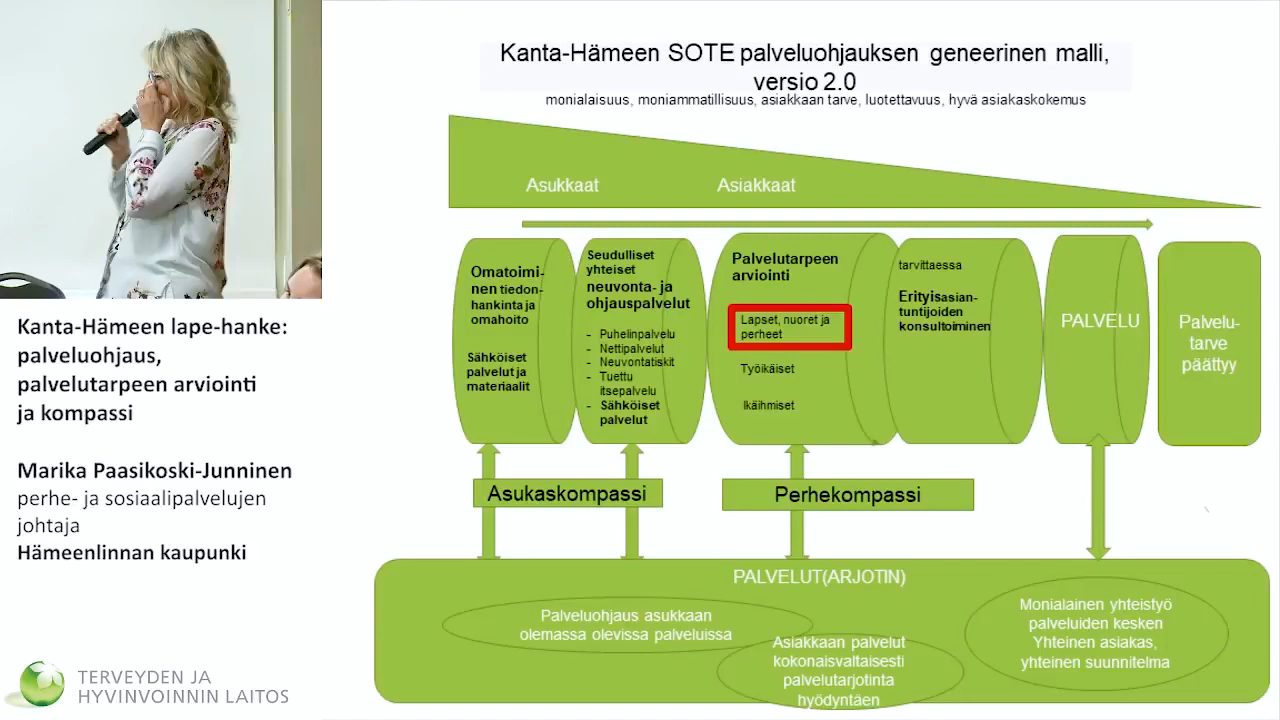 Kanta-Hämeen SOTE palveluohjauksen geneerinen malli,
versio 2.0
monialaisuus, moniammatillisuus, asiakkaan tarve, luotettavuus, hyvä asiakaskokemus
Asukkaat
Asiakkaat
Omatoimi-
nen tiedon-
hankinta ja
omahoito
Sähköiset
palvelut ja
materiaalit
Seudulliset
yhteiset
neuvonta- ja
ohjauspalvelut
- Puhelinpalvelu
- Nettipalvelut
- Neuvontatiskit
- Tuettu
itsepalvelu
- Sähköiset
palvelut
Palvelutarpeen
arviointi
Lapset, nuoret ja
perheet
Työikäiset
Ikäihmiset
tarvittaessa
Erityisasian-
tuntijoiden
konsultoiminen
PALVELU
Palvelu-
tarve
päättyy
Asukaskompassi
Perhekompassi
PALVELUT(ARJOTIN)
Palveluohjaus asukkaan
olemassa olevissa palveluissa
Asiakkaan palvelut
kokonaisvaltaisesti
palvelutarjotinta
hyödyntäen
Monialainen yhteistyö
palveluiden kesken
Yhteinen asiakas,
yhteinen suunnitelma
Kanta-Hämeen lape-hanke:
palveluohjaus,
palvelutarpeen arviointi
ja kompassi
Marika Paasikoski-Junninen
perhe- ja sosiaalipalvelujen
johtaja
Hämeenlinnan kaupunki
TERVEYDEN JA
HYVINVOINNIN LAITOS